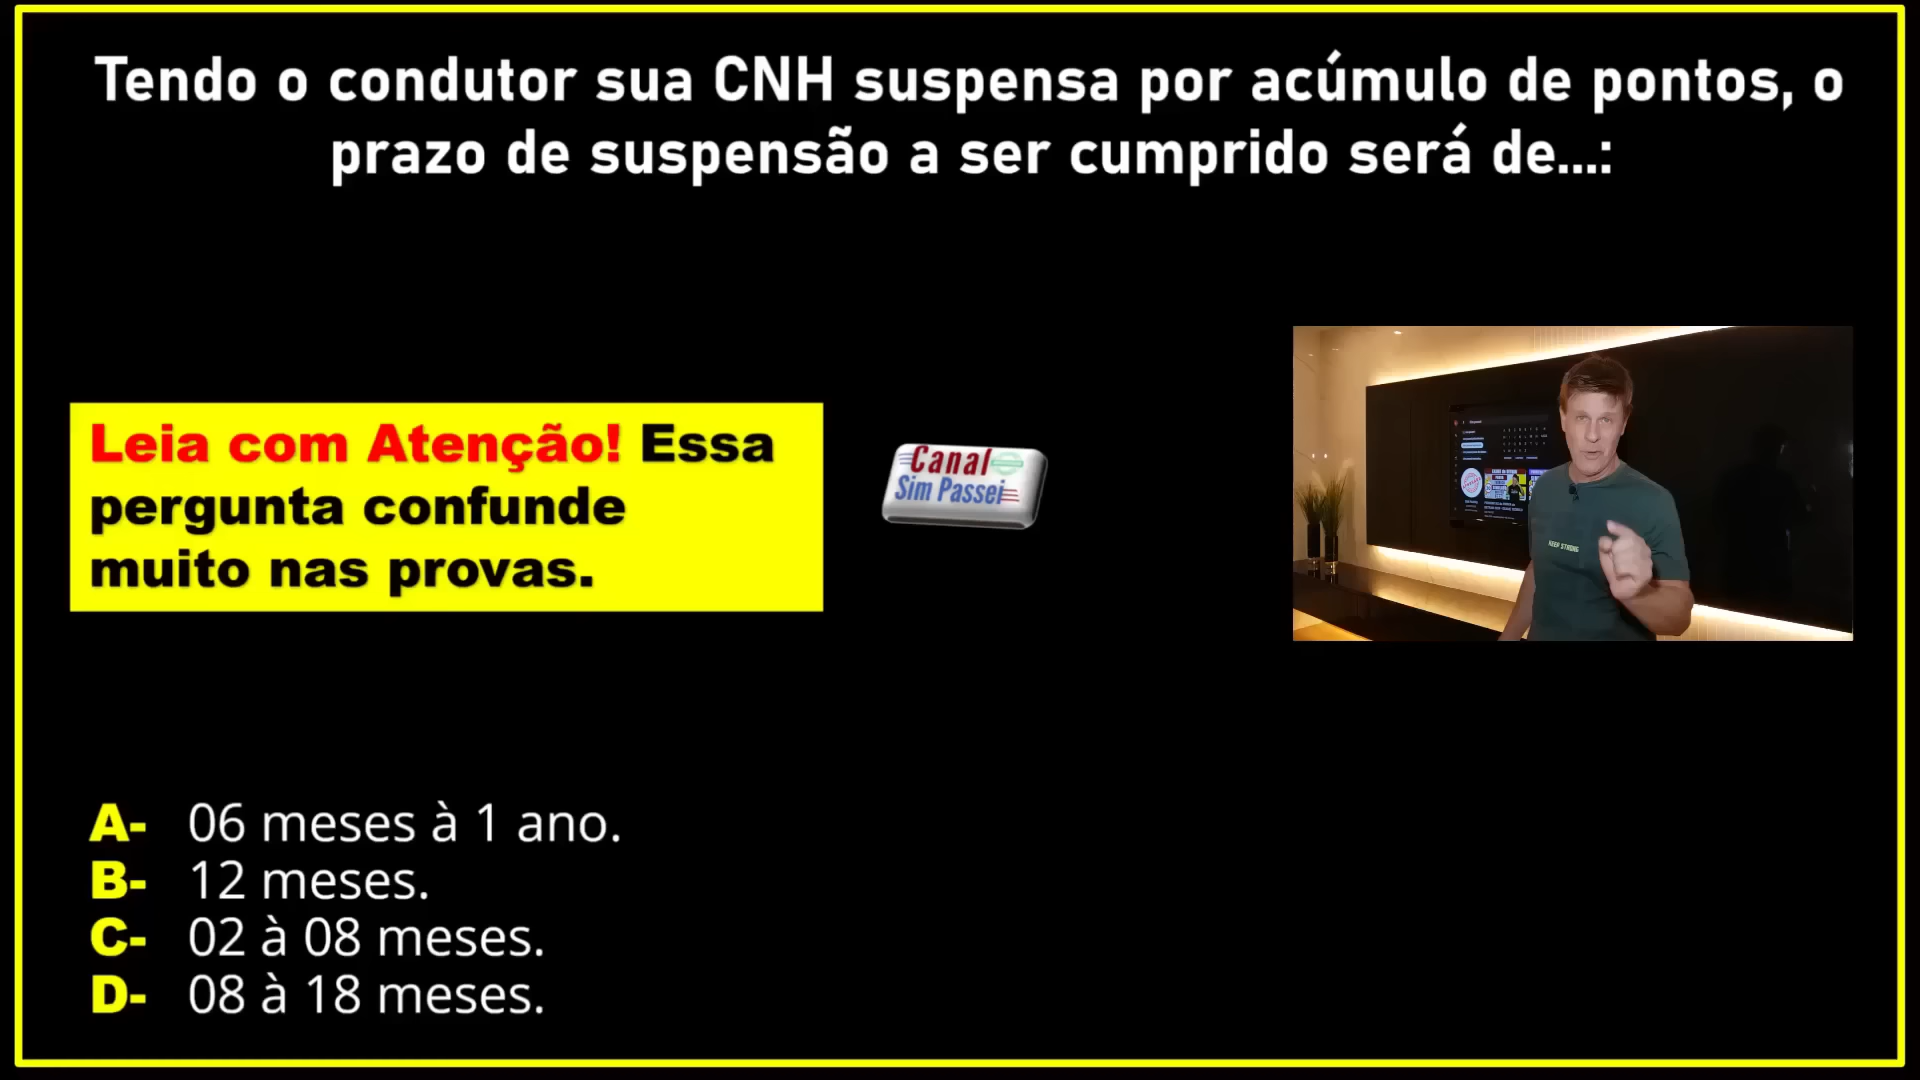 Tendo o condutor sua CNH suspensa por acúmulo de pontos, o
prazo de suspensão a ser cumprido será de...:
Leia com Atenção! Essa
pergunta confunde
muito nas provas.
Canal
Sim Passei
KEEP STRONG
A- 06 meses à 1 ano.
B- 12 meses.
C- 02 à 08 meses.
D- 08 à 18 meses.